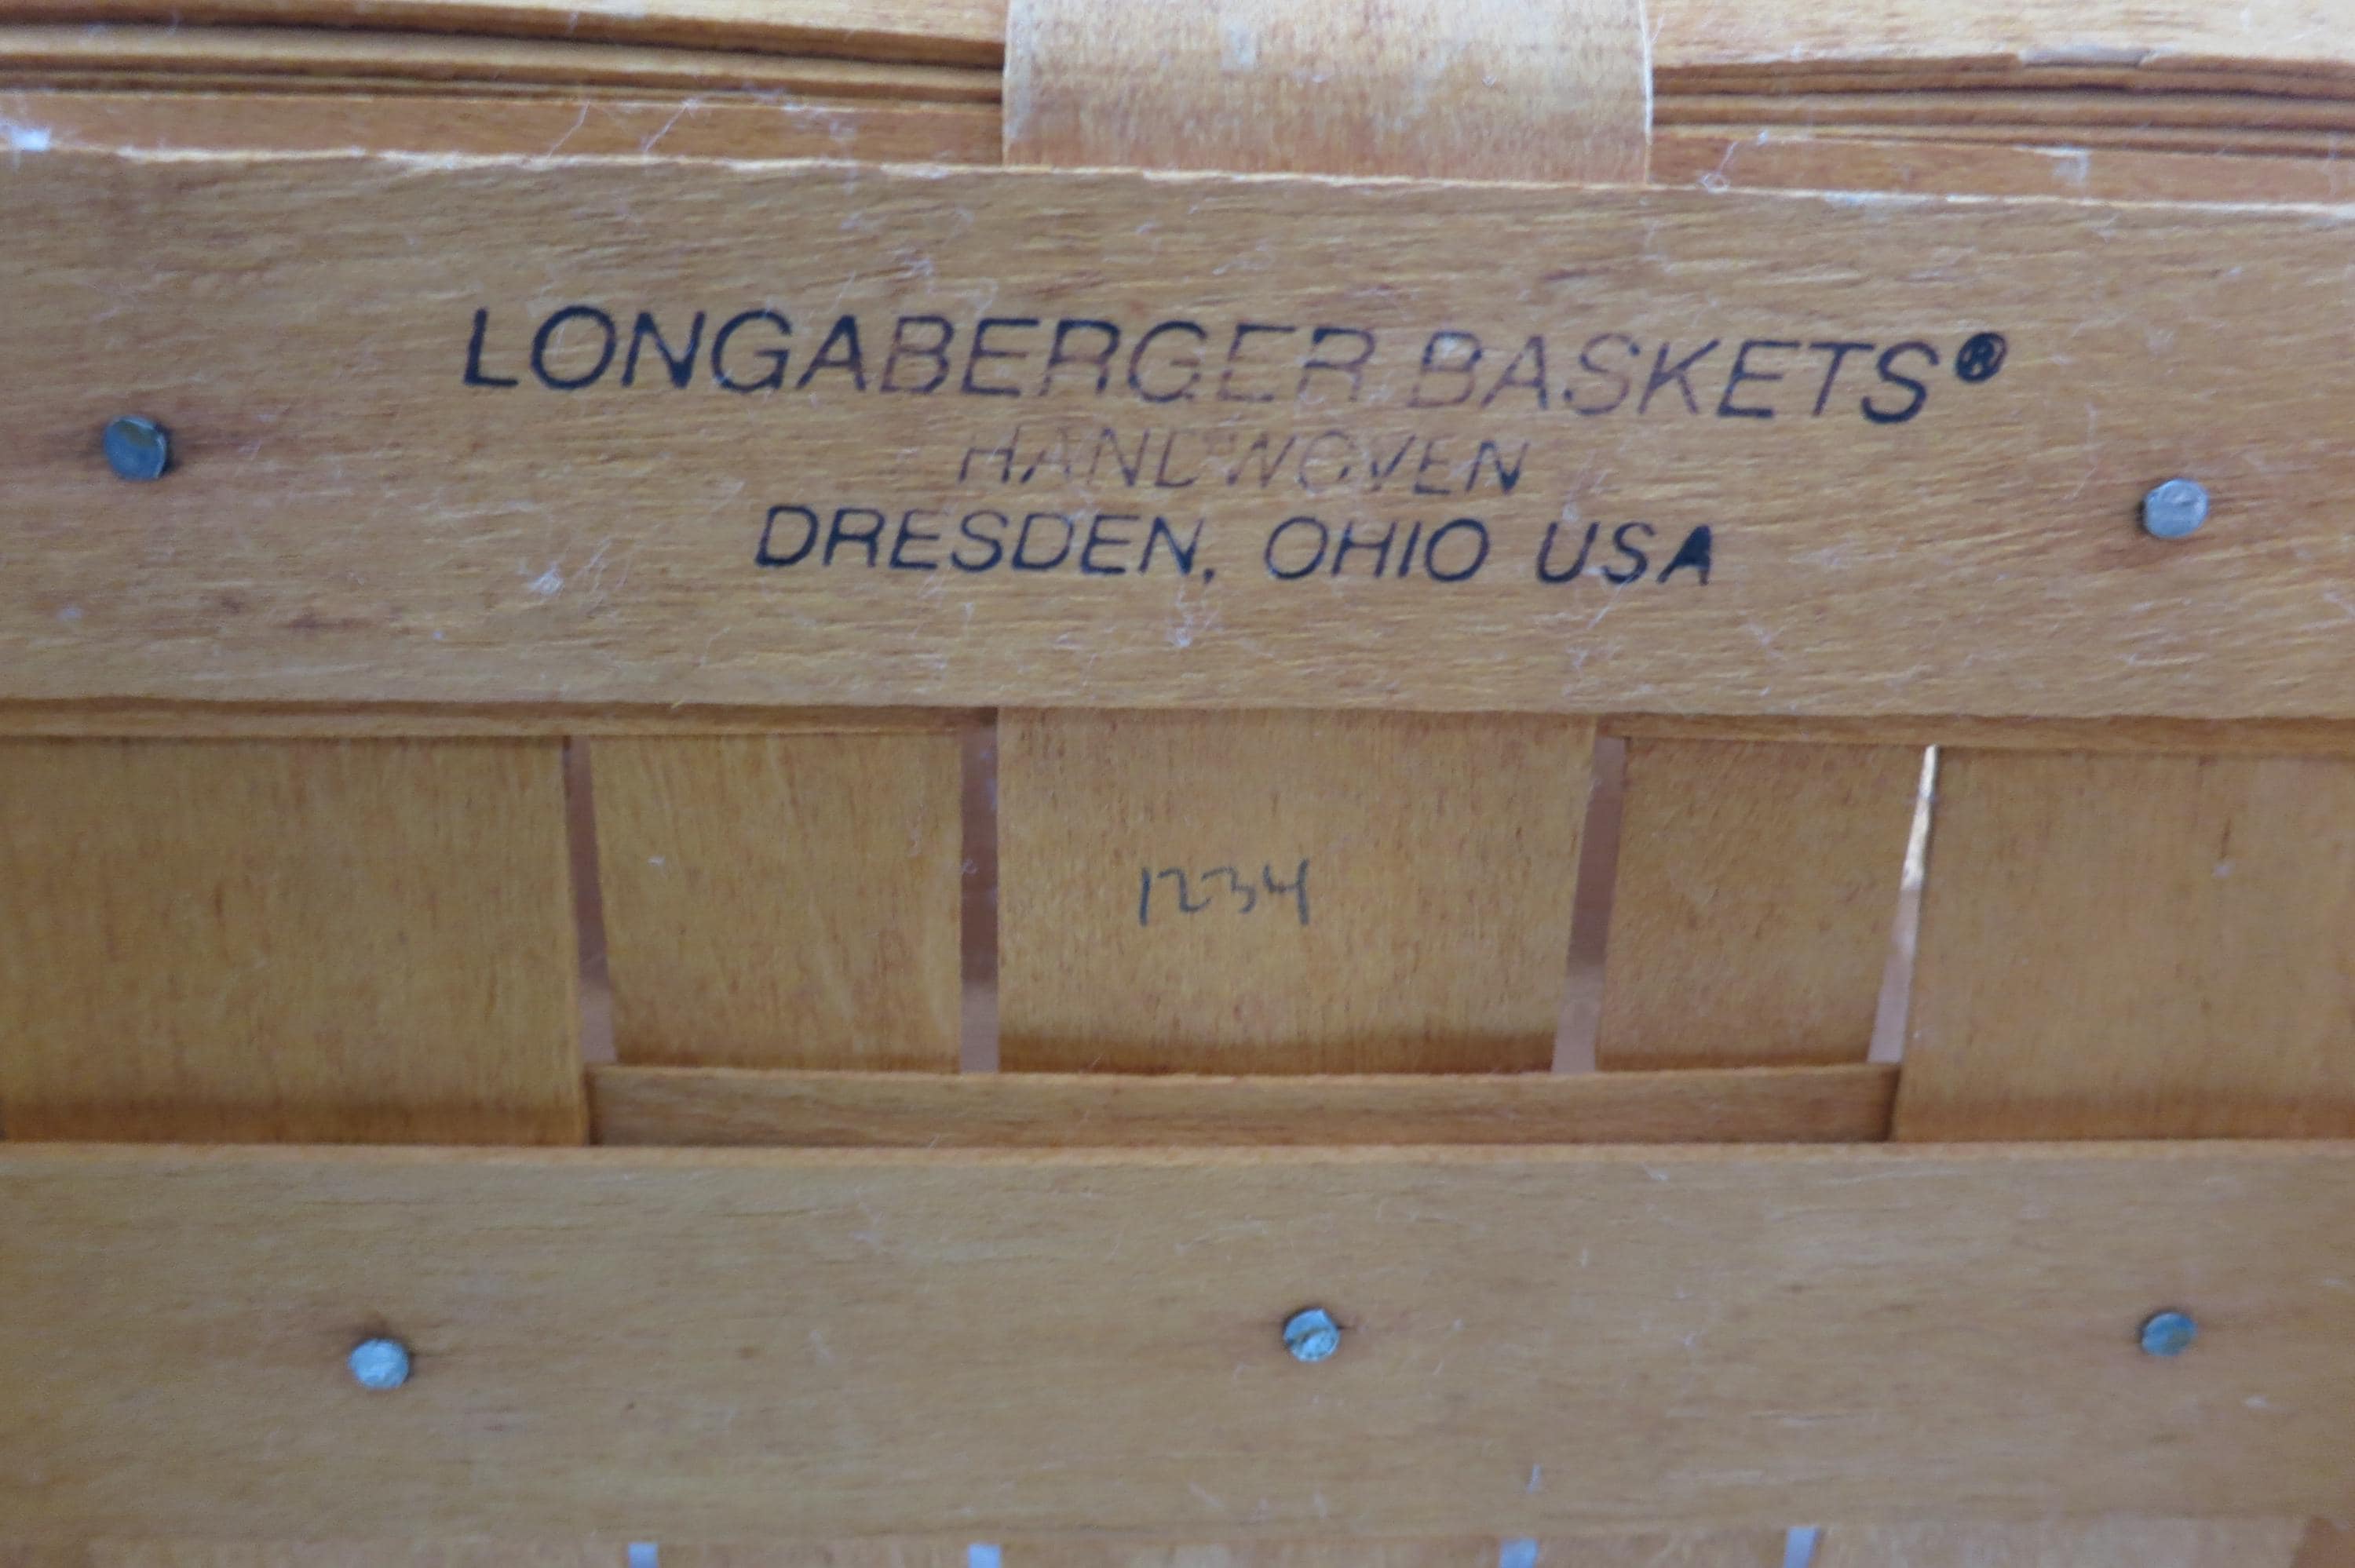 LONGABERGER BASKETS®
HANDWOVEN
DRESDEN, OHIO USA
1234